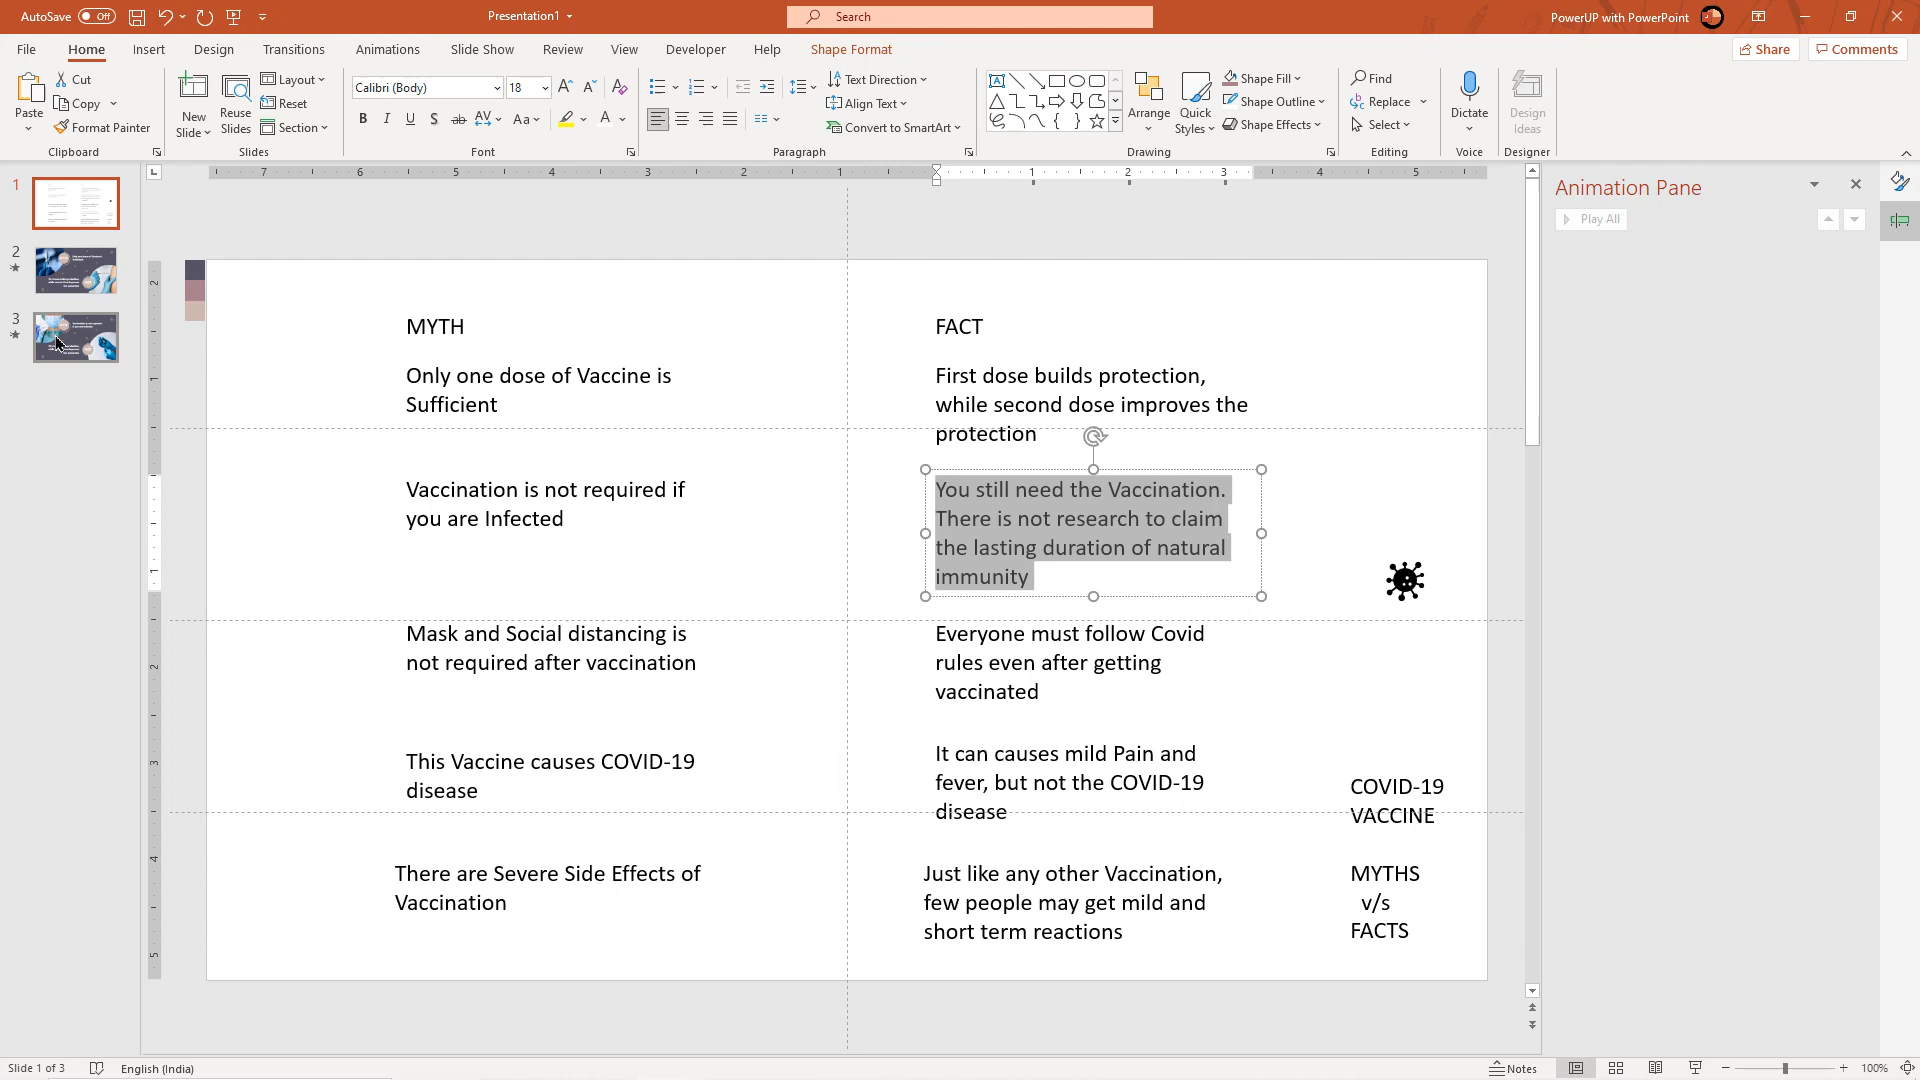 AutoSave Off
Presentation1
Search
PowerUP with PowerPoint
File Home Insert Design Transitions Animations Slide Show Review View Developer Help Shape Format
Share Comments
Paste
Cut
Copy
Format Painter
Clipboard
New Slide
Reuse Slides
Layout
Reset
Section
Slides
Calibri (Body) 18
Font
Paragraph
Text Direction
Align Text
Convert to SmartArt
Arrange
Quick Styles
Shape Fill
Shape Outline
Shape Effects
Drawing
Find
Replace
Select
Editing
Dictate
Voice
Design Ideas
Designer
Animation Pane
Play All
1
2
3
MYTH
FACT
Only one dose of Vaccine is
Sufficient
First dose builds protection,
while second dose improves the
protection
Vaccination is not required if
you are Infected
You still need the Vaccination.
There is not research to claim
the lasting duration of natural
immunity
Mask and Social distancing is
not required after vaccination
Everyone must follow Covid
rules even after getting
vaccinated
This Vaccine causes COVID-19
disease
It can causes mild Pain and
fever, but not the COVID-19
disease
COVID-19
VACCINE
There are Severe Side Effects of
Vaccination
Just like any other Vaccination,
few people may get mild and
short term reactions
MYTHS
v/s
FACTS
Slide 1 of 3
English (India)
Notes
100%